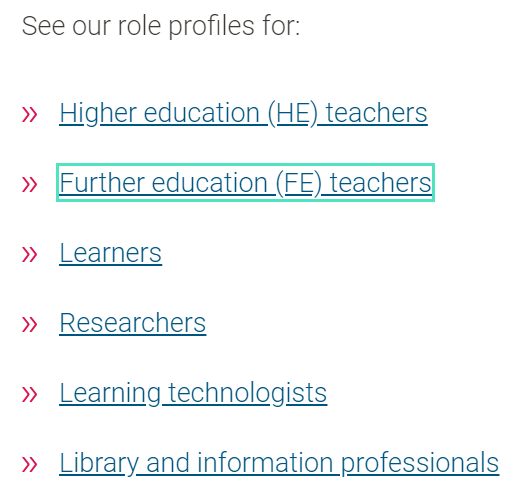 See our role profiles for:
» Higher education (HE) teachers
» Further education (FE) teachers
» Learners
» Researchers
» Learning technologists
» Library and information professionals